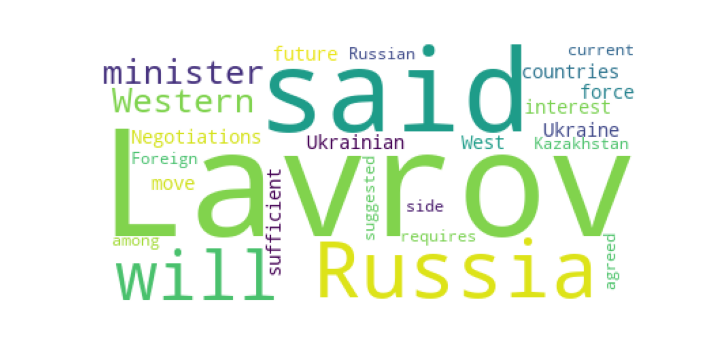 future
Russian
current
said
minister
countries
Western
force
interest
Negotiations
Ukrainian
West
Ukraine
Kazakhstan
Foreign
Lavrov
move
sufficient
suggested
side
among
requires
will
Russia
agreed